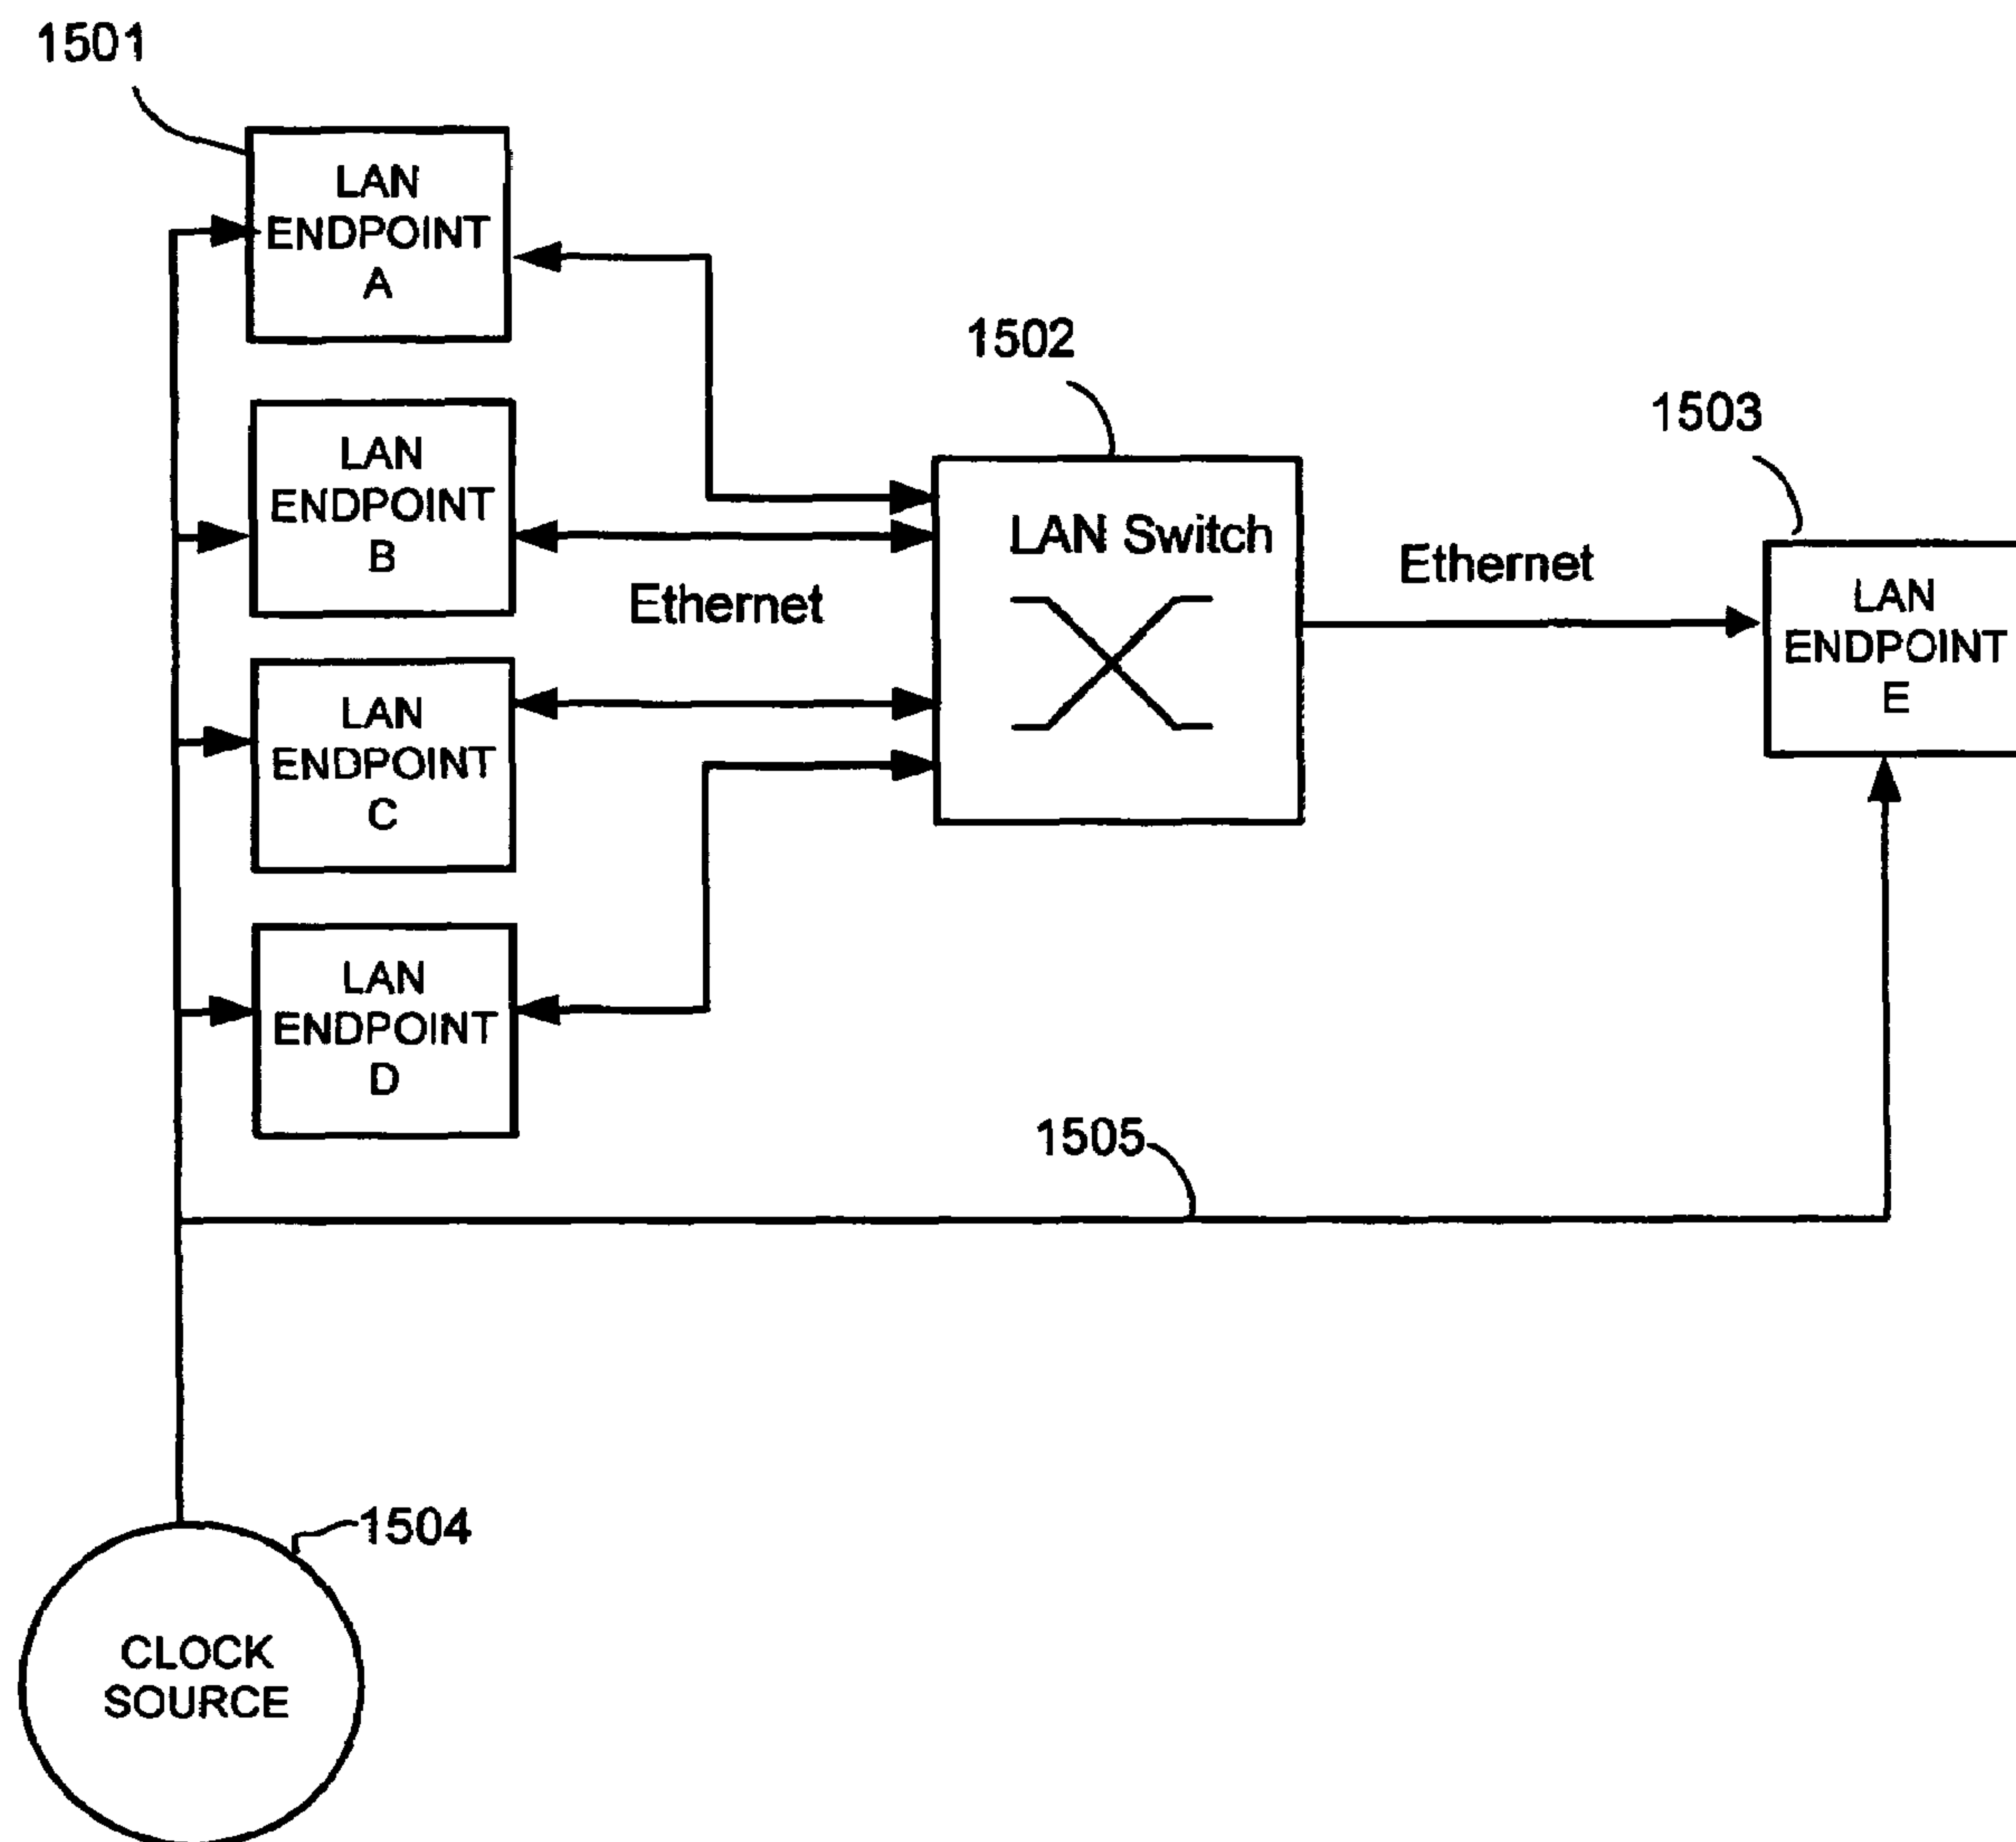 1501
LAN
ENDPOINT
A
1502
1503
LAN
ENDPOINT
B
LAN Switch
Ethernet
Ethernet
LAN
ENDPOINT
E
LAN
ENDPOINT
C
LAN
ENDPOINT
D
1505
1504
CLOCK
SOURCE